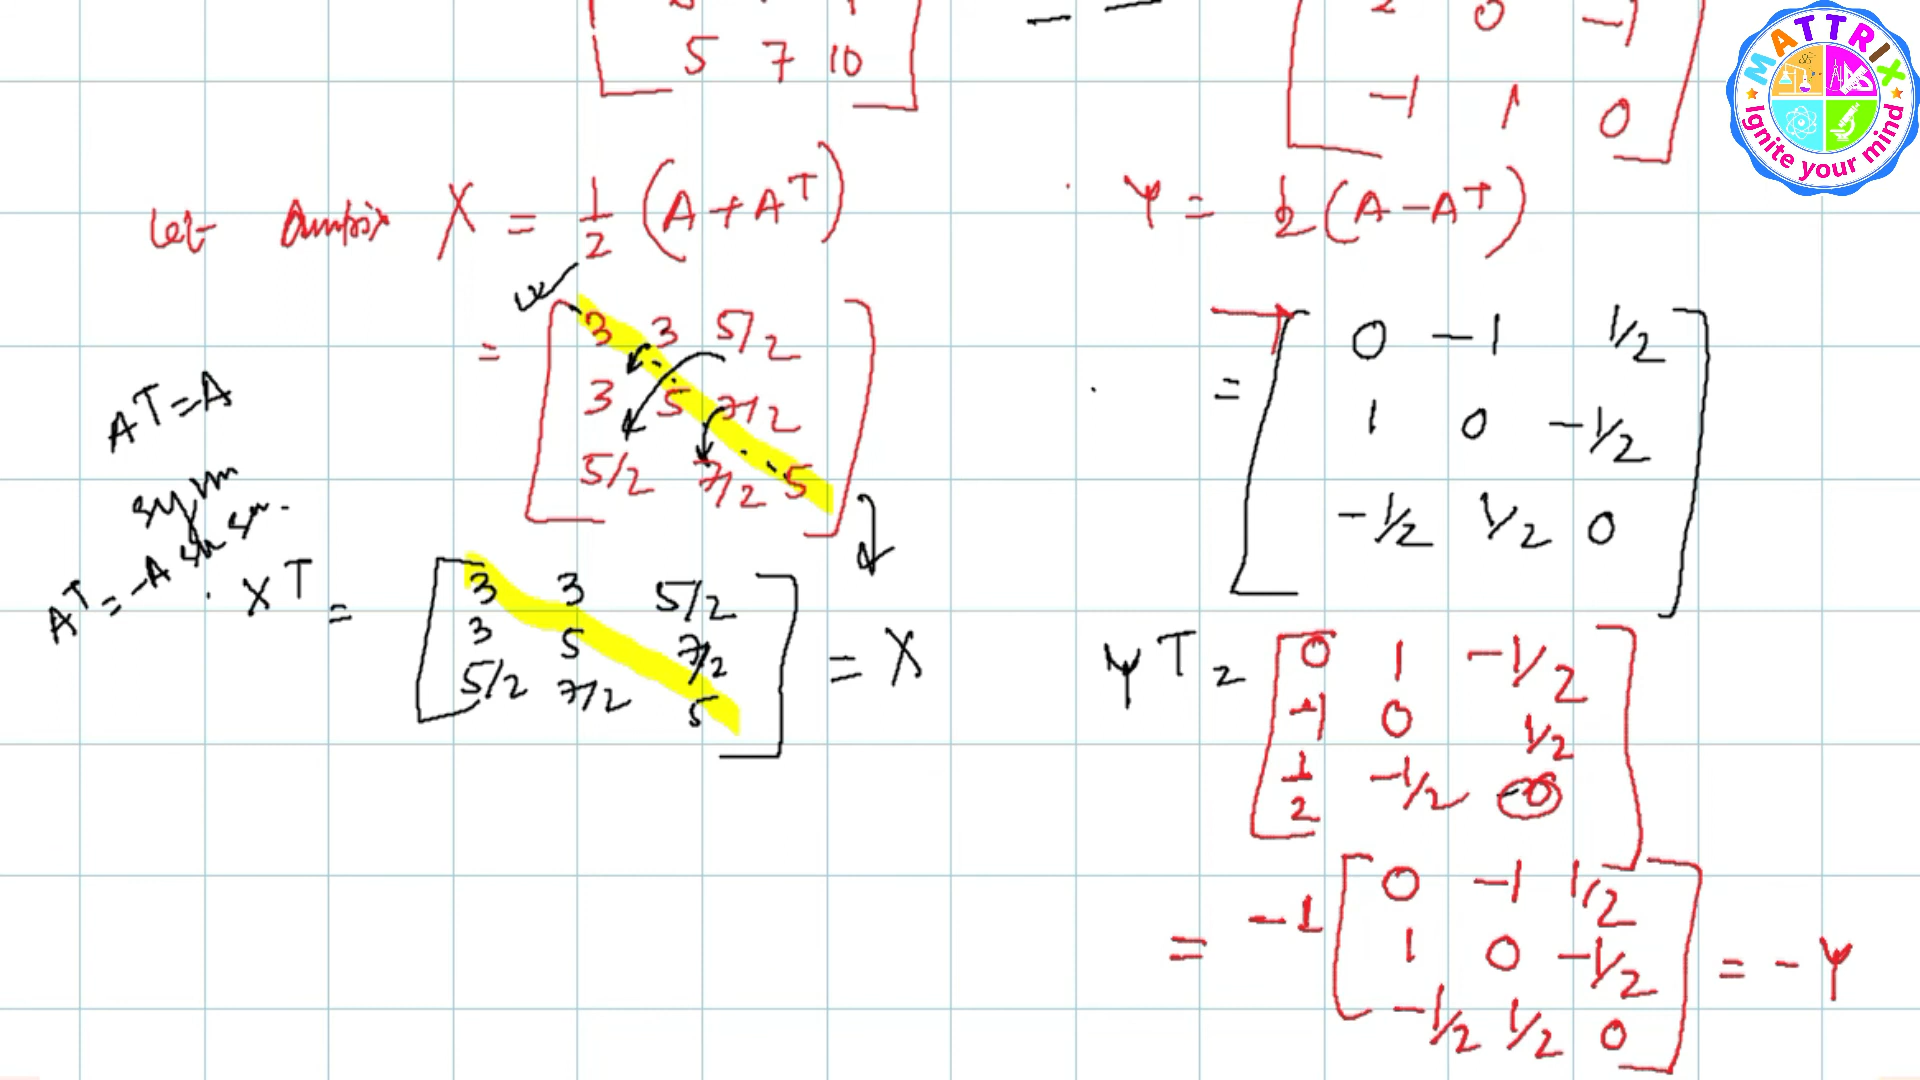 5 7 10
2 0 -1
-1 1 0
MATTRIX
Ignite your mind
Let X = 1/2 (A + A^T)
Y = 1/2 (A - A^T)
= [ 3 3 5/2
3 5 7/2
5/2 7/2 5 ]
= [ 0 -1 1/2
1 0 -1/2
-1/2 1/2 0 ]
A^T = A
sym
A^T = -A
X^T = [ 3 3 5/2
3 5 7/2
5/2 7/2 5 ] = X
Y^T = [ 0 1 -1/2
-1 0 1/2
1/2 -1/2 0 ]
= -1 [ 0 -1 1/2
1 0 -1/2
-1/2 1/2 0 ] = -Y